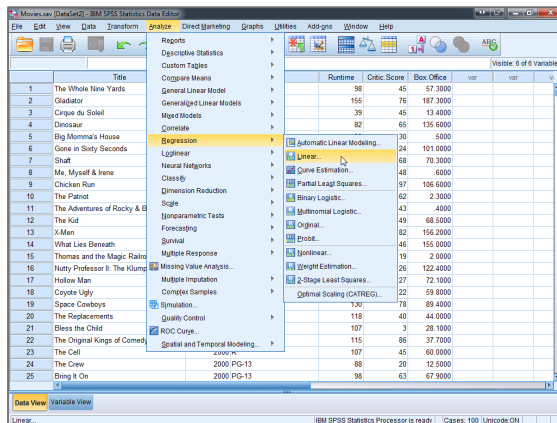 Movies.sav [DataSet2] - IBM SPSS Statistics Data Editor
File Edit View Data Transform Analyze Direct Marketing Graphs Utilities Add-ons Window Help
Visible: 6 of 6 Variable
Title Runtime Critic.Score Box.Office var var
1 The Whole Nine Yards 98 45 57.3000
2 Gladiator 155 76 187.3000
3 Cirque du Soleil 39 45 13.4000
4 Dinosaur 82 65 135.6000
5 Big Momma's House 30 .5000
6 Gone in Sixty Seconds 24 101.0000
7 Shaft 68 70.3000
8 Me, Myself & Irene 48 .6000
9 Chicken Run 97 106.6000
10 The Patriot 62 2.3000
11 The Adventures of Rocky & B 43 .4000
12 The Kid 49 68.5000
13 X-Men 82 156.2000
14 What Lies Beneath 46 155.0000
15 Thomas and the Magic Railro 19 2.0000
16 Nutty Professor II: The Klump 26 122.4000
17 Hollow Man 27 72.1000
18 Coyote Ugly 22 59.8000
19 Space Cowboys 130 78 89.4000
20 The Replacements 118 40 44.0000
21 Bless the Child 107 3 28.1000
22 The Original Kings of Comedy 115 86 37.7000
23 The Cell 2000 R 107 45 60.0000
24 The Crew 2000 PG-13 88 20 12.5000
25 Bring It On 2000 PG-13 98 63 67.9000
Reports
Descriptive Statistics
Custom Tables
Compare Means
General Linear Model
Generalized Linear Models
Mixed Models
Correlate
Regression
Loglinear
Neural Networks
Classify
Dimension Reduction
Scale
Nonparametric Tests
Forecasting
Survival
Multiple Response
Missing Value Analysis...
Multiple Imputation
Complex Samples
Simulation...
Quality Control
ROC Curve...
Spatial and Temporal Modeling...
Automatic Linear Modeling...
Linear...
Curve Estimation...
Partial Least Squares...
Binary Logistic...
Multinomial Logistic...
Ordinal...
Probit...
Nonlinear...
Weight Estimation...
2-Stage Least Squares...
Optimal Scaling (CATREG)...
Data View Variable View
Linear... IBM SPSS Statistics Processor is ready Cases: 100 Unicode:ON